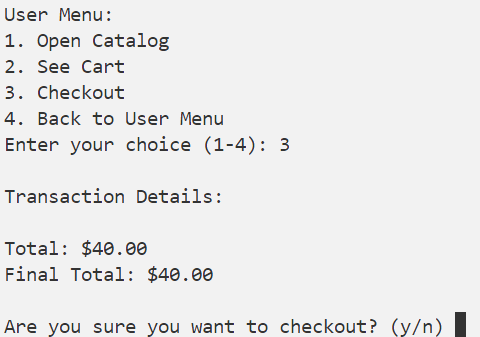 User Menu:
1. Open Catalog
2. See Cart
3. Checkout
4. Back to User Menu
Enter your choice (1-4): 3
Transaction Details:
Total: $40.00
Final Total: $40.00
Are you sure you want to checkout? (y/n)